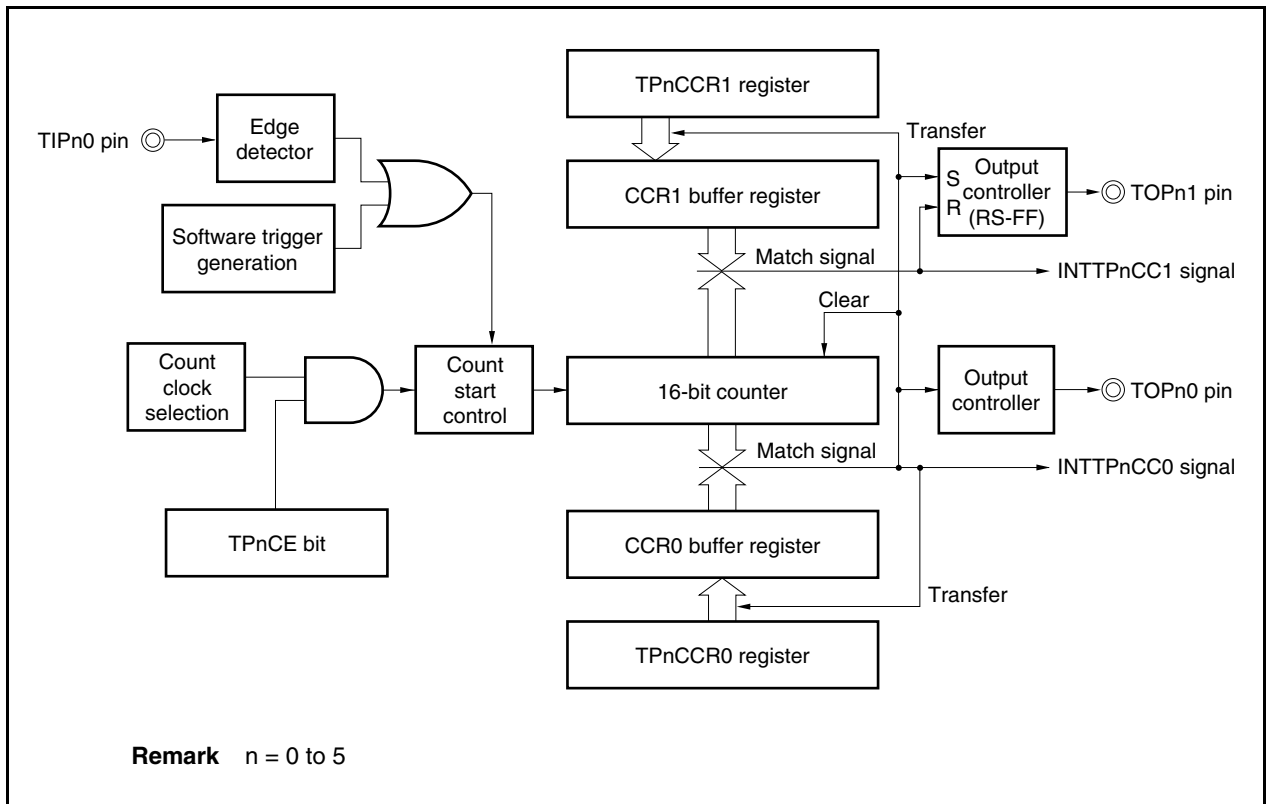 TPnCCR1 register
TIPn0 pin
Edge
detector
Transfer
CCR1 buffer register
S
R
Output
controller
(RS-FF)
TOPn1 pin
Software trigger
generation
Match signal
INTTPnCC1 signal
Clear
Count
clock
selection
Count
start
control
16-bit counter
Output
controller
TOPn0 pin
Match signal
INTTPnCC0 signal
TPnCE bit
CCR0 buffer register
Transfer
TPnCCR0 register
Remark n = 0 to 5